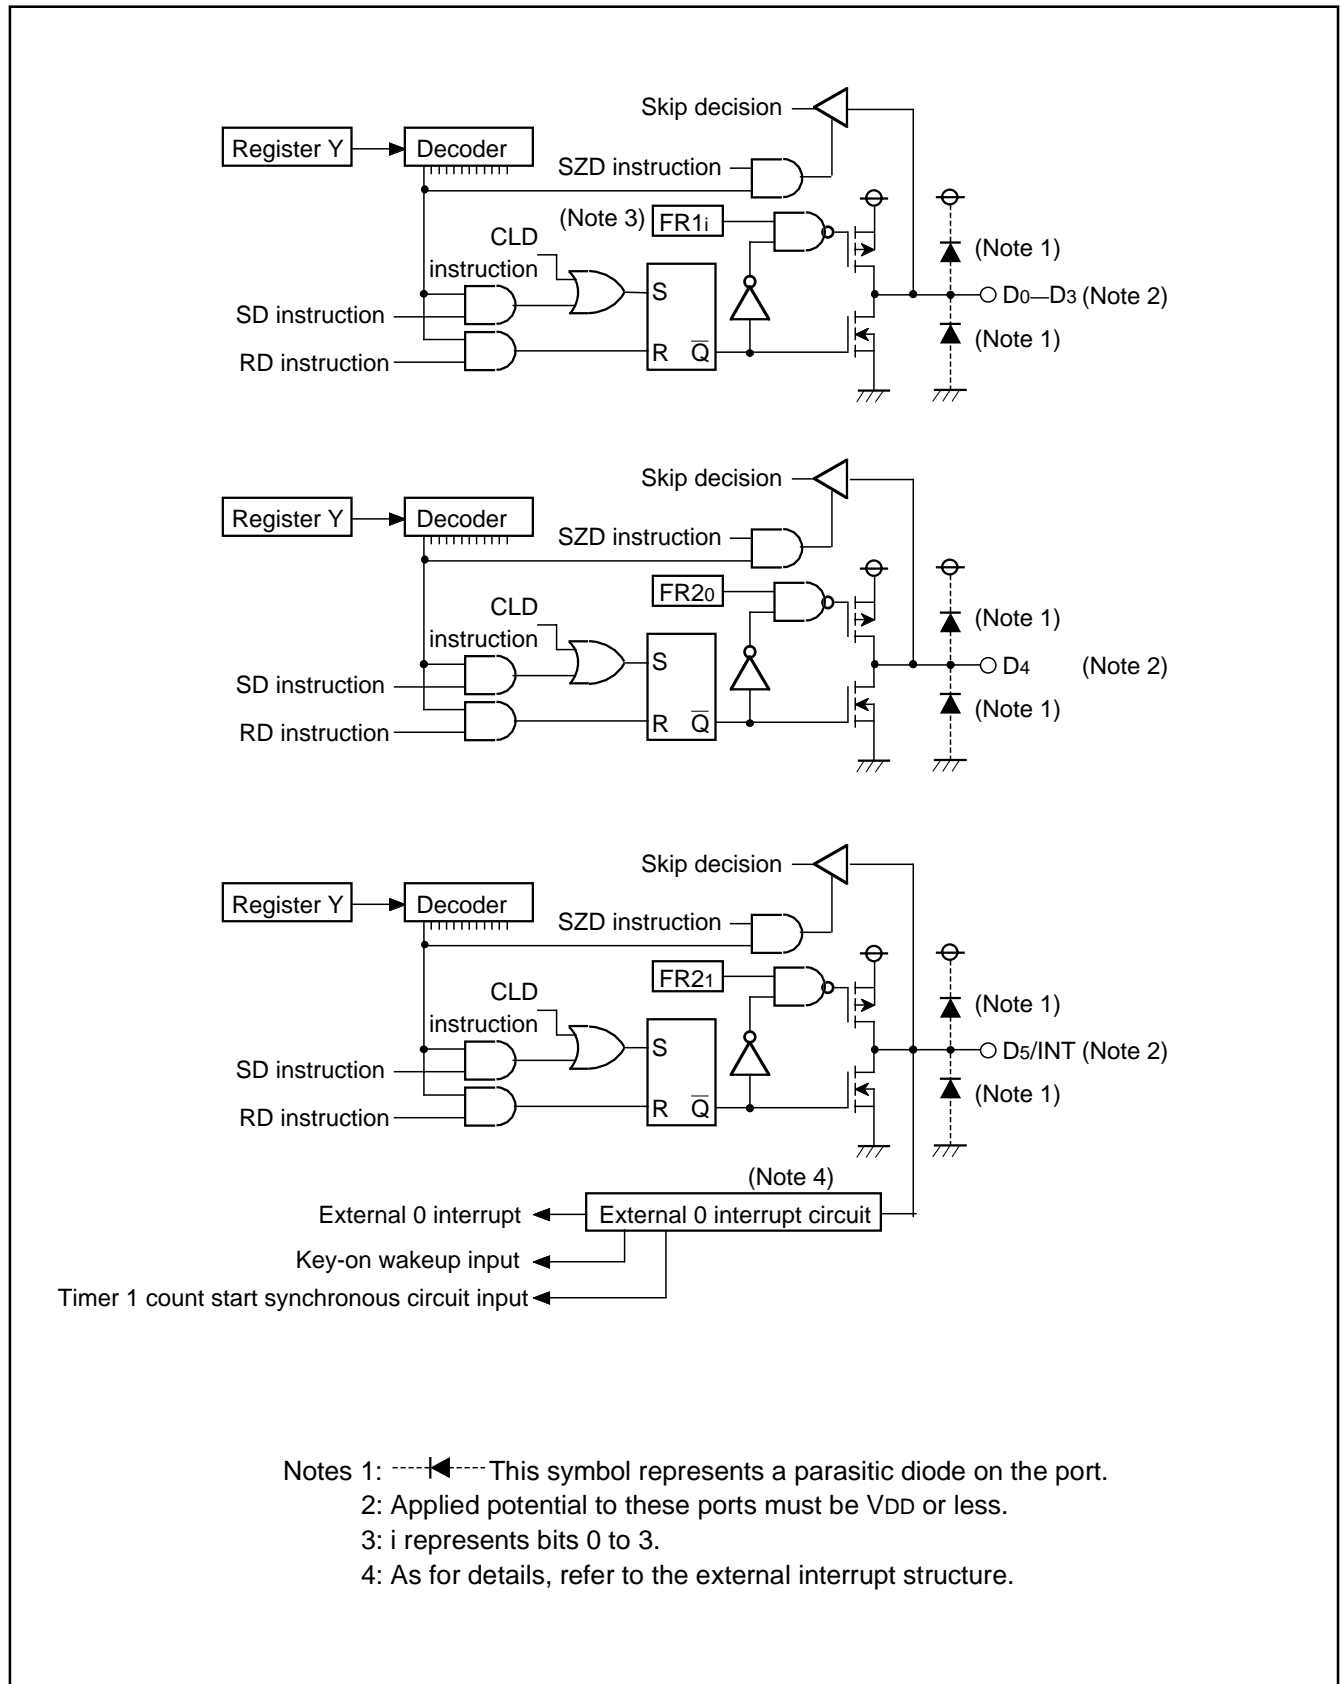 Skip decision
Register Y
Decoder
SZD instruction
(Note 3)
FR1i
CLD
instruction
(Note 1)
S
D0—D3 (Note 2)
SD instruction
(Note 1)
R
Q̅
RD instruction
Skip decision
Register Y
Decoder
SZD instruction
FR20
CLD
instruction
(Note 1)
S
D4 (Note 2)
SD instruction
(Note 1)
R
Q̅
RD instruction
Skip decision
Register Y
Decoder
SZD instruction
FR21
CLD
instruction
(Note 1)
S
D5/INT (Note 2)
SD instruction
(Note 1)
R
Q̅
RD instruction
(Note 4)
External 0 interrupt
External 0 interrupt circuit
Key-on wakeup input
Timer 1 count start synchronous circuit input
Notes 1: This symbol represents a parasitic diode on the port.
2: Applied potential to these ports must be VDD or less.
3: i represents bits 0 to 3.
4: As for details, refer to the external interrupt structure.